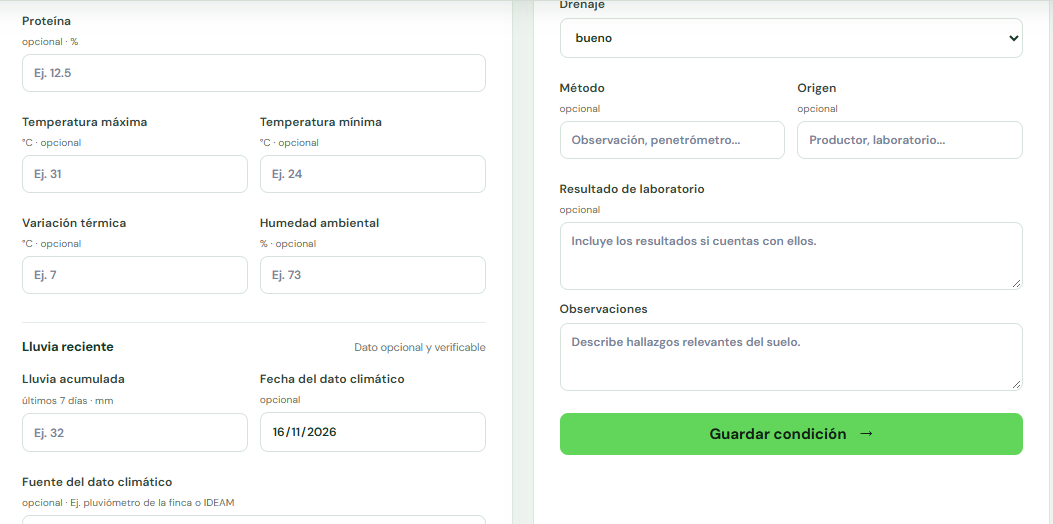 Proteína
opcional · %
Ej. 12.5
Temperatura máxima
°C · opcional
Ej. 31
Temperatura mínima
°C · opcional
Ej. 24
Variación térmica
°C · opcional
Ej. 7
Humedad ambiental
% · opcional
Ej. 73
Lluvia reciente
Dato opcional y verificable
Lluvia acumulada
últimos 7 días · mm
Ej. 32
Fecha del dato climático
opcional
16/11/2026
Fuente del dato climático
opcional · Ej. pluviómetro de la finca o IDEAM
Drenaje
bueno
Método
opcional
Observación, penetrómetro...
Origen
opcional
Productor, laboratorio...
Resultado de laboratorio
opcional
Incluye los resultados si cuentas con ellos.
Observaciones
Describe hallazgos relevantes del suelo.
Guardar condición →